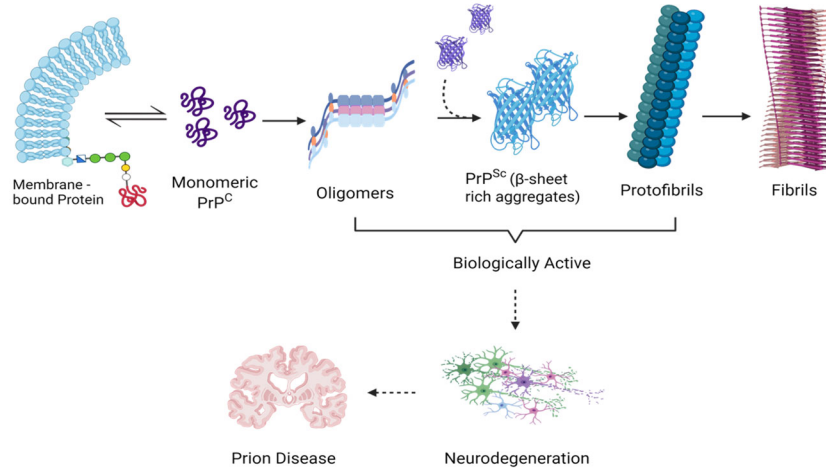 Membrane -
bound Protein
Monomeric
PrPC
Oligomers
PrPSc (β-sheet
rich aggregates)
Protofibrils
Fibrils
Biologically Active
Prion Disease
Neurodegeneration